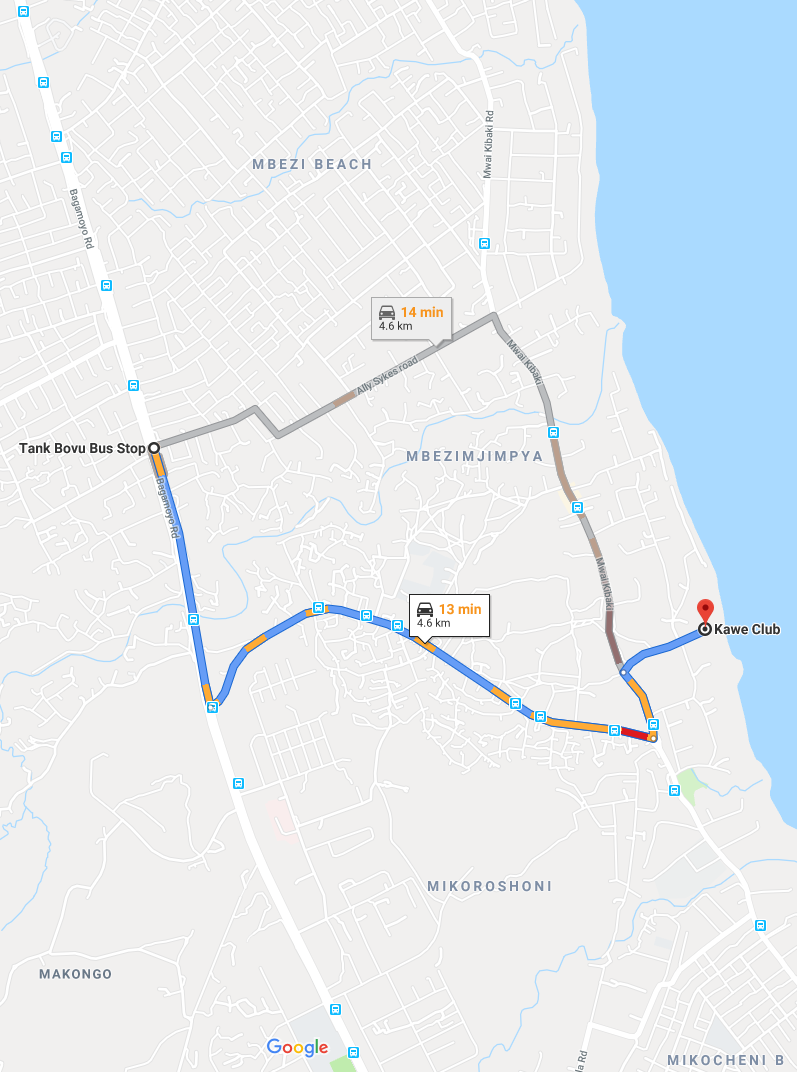 MBEZI BEACH
Mwai Kibaki Rd
Bagamoyo Rd
14 min
4.6 km
Ally Sykes road
Mwai Kibaki
Tank Bovu Bus Stop
MBEZIMJIMPYA
Bagamoyo Rd
Mwai Kibaki
13 min
4.6 km
Kawe Club
MIKOROSHONI
MAKONGO
Google
la Rd
MIKOCHENI B